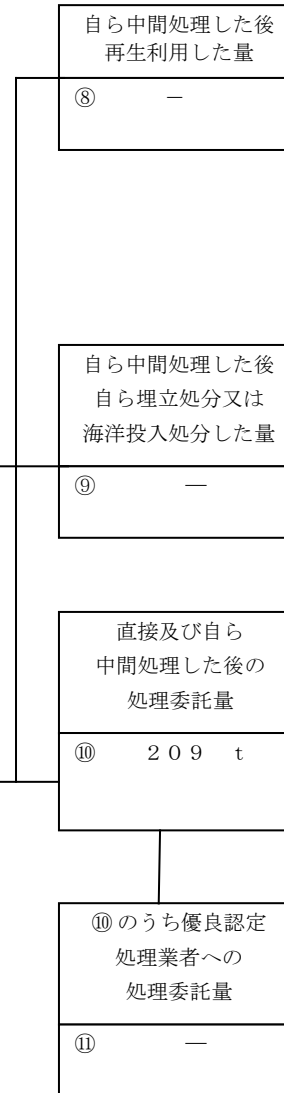 自ら中間処理した後
再生利用した量
⑧ －
自ら中間処理した後
自ら埋立処分又は
海洋投入処分した量
⑨ ―
直接及び自ら
中間処理した後の
処理委託量
⑩ ２０９ ｔ
⑩のうち優良認定
処理業者への
処理委託量
⑪ ―